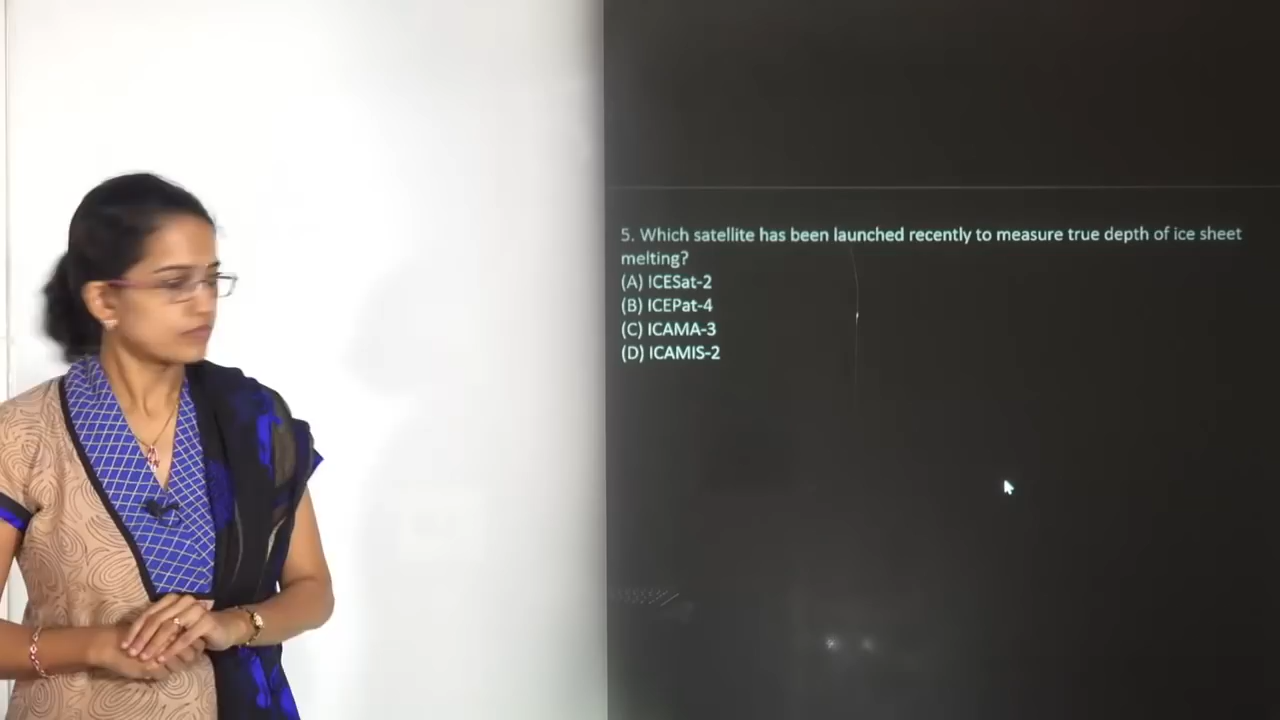 5. Which satellite has been launched recently to measure true depth of ice sheet
melting?
(A) ICESat-2
(B) ICEPat-4
(C) ICAMA-3
(D) ICAMIS-2